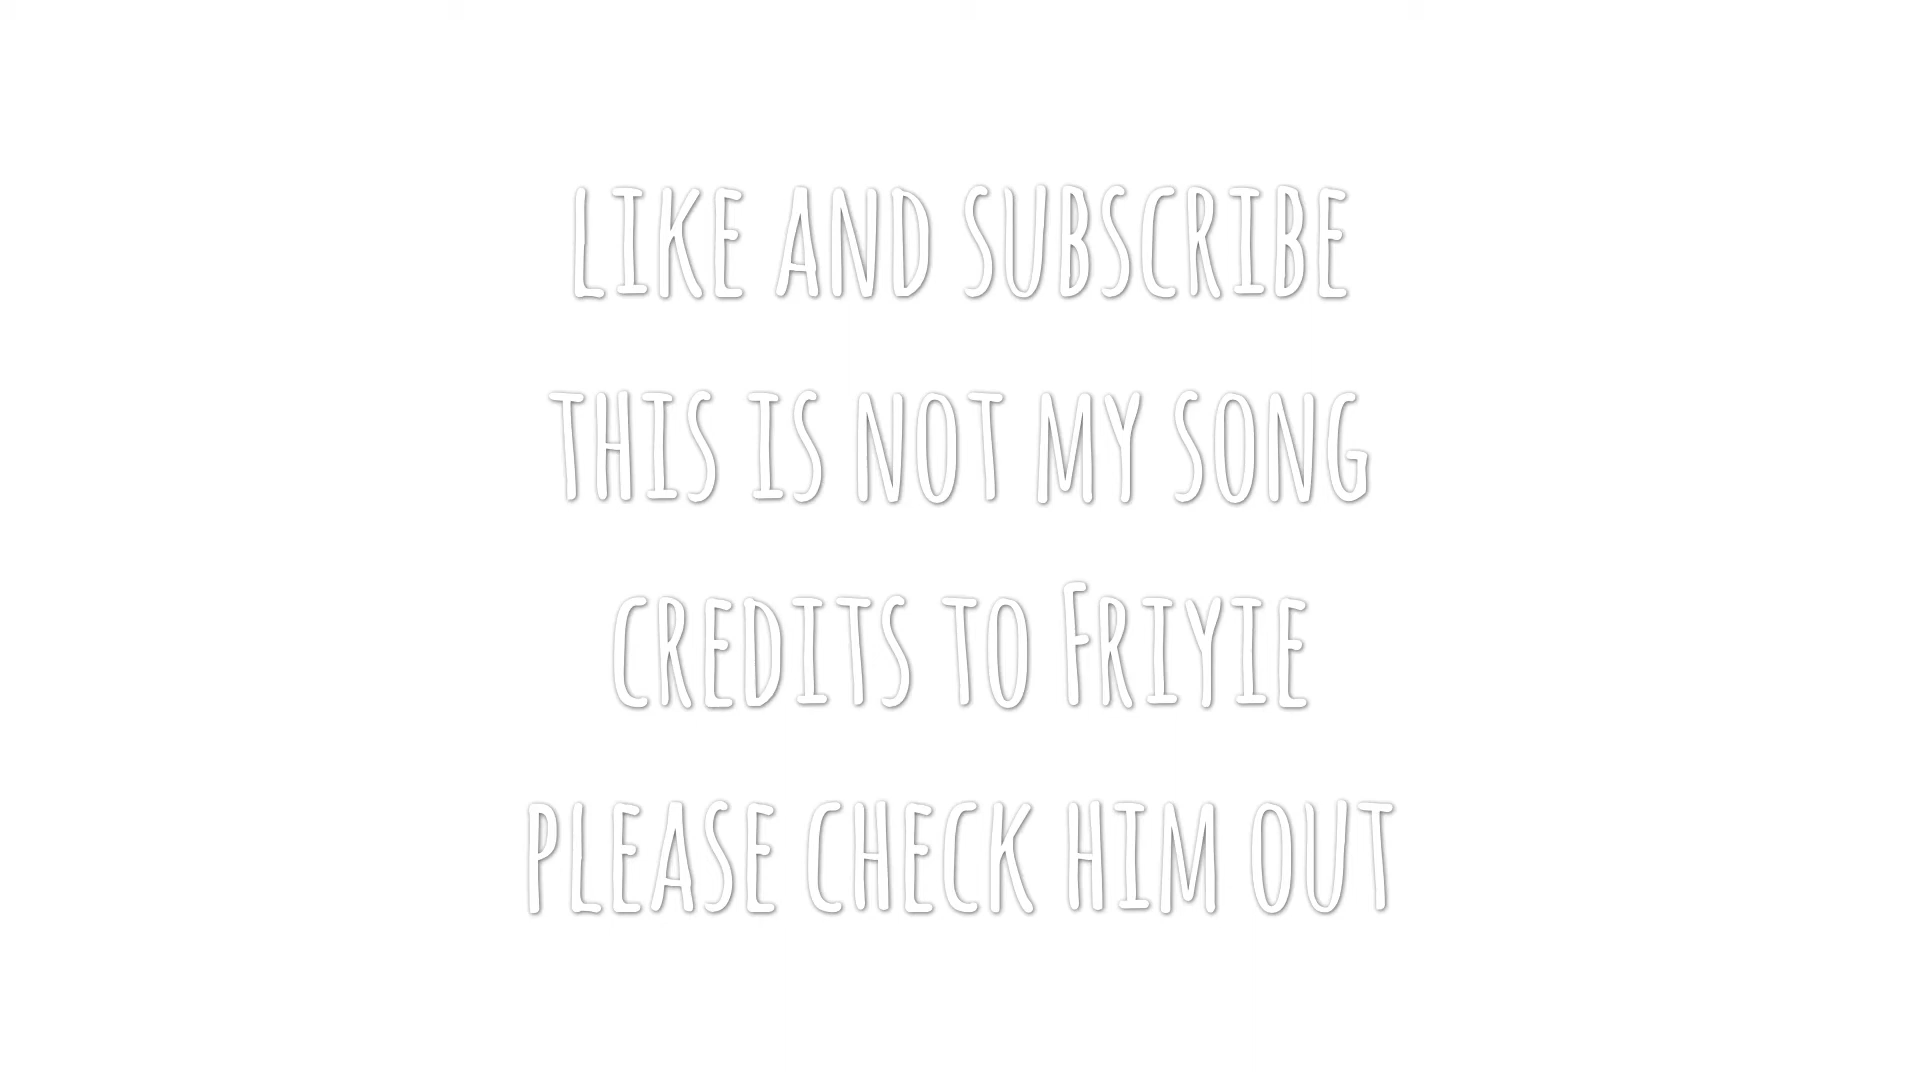 LIKE AND SUBSCRIBE
THIS IS NOT MY SONG
CREDITS TO FRIYIE
PLEASE CHECK HIM OUT